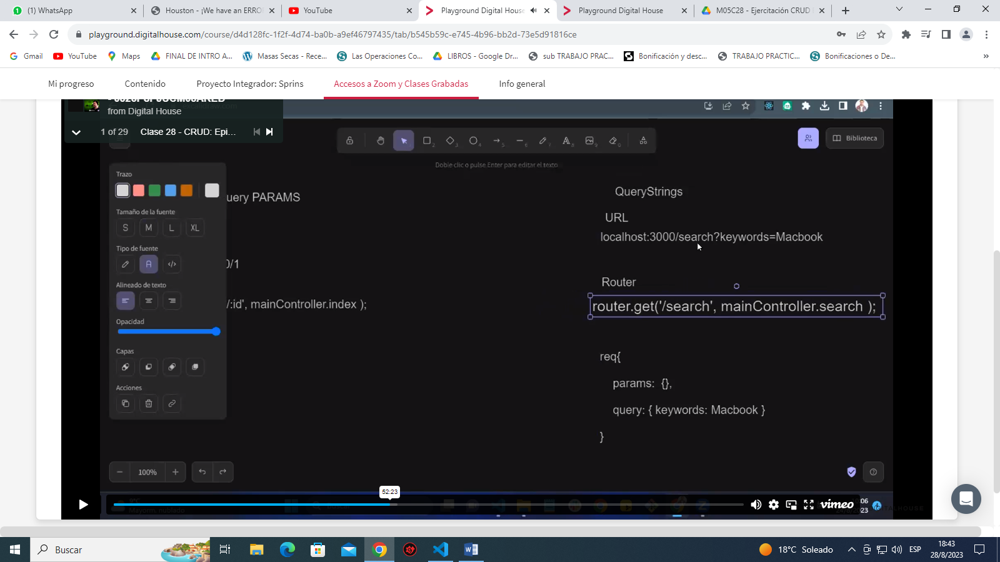 (1) WhatsApp
Houston - ¡We have an ERRO
YouTube
Playground Digital House
Playground Digital House
M05C28 - Ejercitación CRUD
playground.digitalhouse.com/course/d4d128fc-1f2f-4d74-ba0b-a9ef46797435/tab/b545b59c-e745-4b96-bb2d-73e5d91816ce
Gmail
YouTube
Maps
FINAL DE INTRO A...
Masas Secas - Rece...
Las Operaciones Co...
LIBROS - Google Dr...
sub TRABAJO PRAC...
Bonificación y desc...
TRABAJO PRACTIC...
Bonificaciones o De...
»
Mi progreso
Contenido
Proyecto Integrador: Sprins
Accesos a Zoom y Clases Grabadas
Info general
from Digital House
1 of 29
Clase 28 - CRUD: Epi...
Biblioteca
Doble clic o pulse Enter para editar el texto
Trazo
Tamaño de la fuente
S M L XL
Tipo de fuente
A </>
Alineado de texto
Opacidad
Capas
Acciones
uery PARAMS
0/1
/:id', mainController.index );
QueryStrings
URL
localhost:3000/search?keywords=Macbook
Router
router.get('/search', mainController.search );
req{
params: {},
query: { keywords: Macbook }
}
100%
52:23
vimeo
Buscar
18°C Soleado
ESP
18:43
28/8/2023